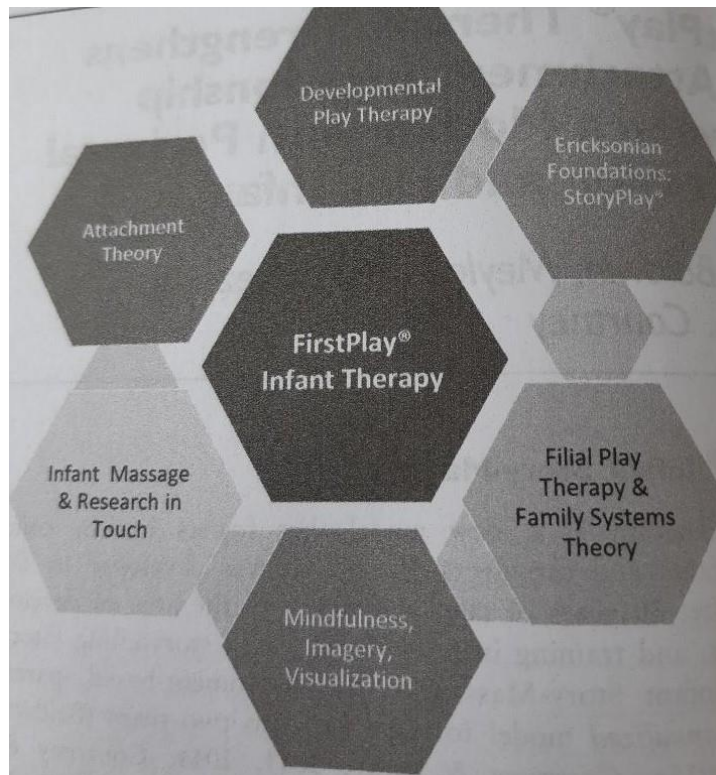 Developmental
Play Therapy
Ericksonian
Foundations:
StoryPlay®
Attachment
Theory
FirstPlay®
Infant Therapy
Infant Massage
& Research in
Touch
Filial Play
Therapy &
Family Systems
Theory
Mindfulness,
Imagery,
Visualization